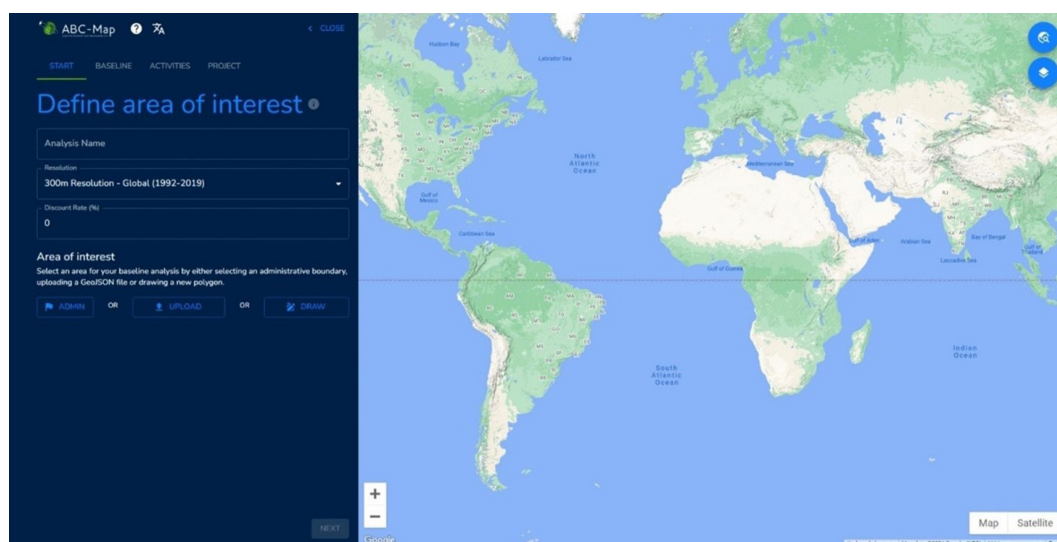 ABC-Map
CLOSE
START BASELINE ACTIVITIES PROJECT
Define area of interest
Analysis Name
Resolution
300m Resolution - Global (1992-2019)
Discount Rate (%)
0
Area of interest
Select an area for your baseline analysis by either selecting an administrative boundary,
uploading a GeoJSON file or drawing a new polygon.
ADMIN OR UPLOAD OR DRAW
NEXT
Hudson Bay
Labrador Sea
North
Atlantic
Ocean
Mediterranean Sea
Gulf of
Mexico
Caribbean Sea
Gulf of Aden
Arabian Sea
Bay of Bengal
Gulf of
Thailand
Laccadive Sea
Gulf of Guinea
Indian
Ocean
South
Atlantic
Ocean
+
−
Map Satellite
Google